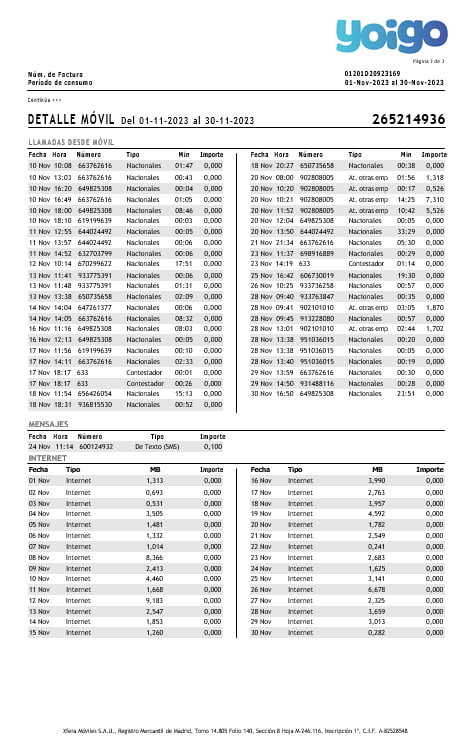 yoigo
Página 2 de 3
Núm. de Factura 01201D20923169
Periodo de consumo 01-Nov-2023 al 30-Nov-2023
Continúa >>>
DETALLE MÓVIL Del 01-11-2023 al 30-11-2023 265214936
LLAMADAS DESDE MÓVIL
Fecha Hora Número Tipo Min Importe
10 Nov 10:08 663762616 Nacionales 01:47 0,000
10 Nov 13:03 663762616 Nacionales 00:43 0,000
10 Nov 16:20 649825308 Nacionales 00:04 0,000
10 Nov 16:49 663762616 Nacionales 01:05 0,000
10 Nov 18:00 649825308 Nacionales 08:46 0,000
10 Nov 18:10 619199639 Nacionales 00:03 0,000
11 Nov 12:55 644024492 Nacionales 00:05 0,000
11 Nov 13:57 644024492 Nacionales 00:06 0,000
11 Nov 14:52 632703799 Nacionales 00:06 0,000
12 Nov 10:14 670299622 Nacionales 17:51 0,000
13 Nov 11:41 933775391 Nacionales 00:06 0,000
13 Nov 11:48 933775391 Nacionales 01:31 0,000
13 Nov 13:38 650735658 Nacionales 02:09 0,000
14 Nov 14:04 647261377 Nacionales 00:06 0,000
14 Nov 14:05 663762616 Nacionales 08:32 0,000
16 Nov 11:16 649825308 Nacionales 08:03 0,000
16 Nov 12:13 649825308 Nacionales 00:05 0,000
17 Nov 11:56 619199639 Nacionales 00:10 0,000
17 Nov 14:11 663762616 Nacionales 02:33 0,000
17 Nov 18:17 633 Contestador 00:01 0,000
17 Nov 18:17 633 Contestador 00:26 0,000
18 Nov 11:54 656426054 Nacionales 15:13 0,000
18 Nov 18:31 936815530 Nacionales 00:52 0,000
Fecha Hora Número Tipo Min Importe
18 Nov 20:27 650735658 Nacionales 00:38 0,000
20 Nov 08:00 902808005 At. otras emp 01:56 1,318
20 Nov 10:20 902808005 At. otras emp 00:17 0,526
20 Nov 10:21 902808005 At. otras emp 14:25 7,310
20 Nov 11:52 902808005 At. otras emp 10:42 5,526
20 Nov 12:04 649825308 Nacionales 00:05 0,000
20 Nov 13:50 644024492 Nacionales 33:29 0,000
21 Nov 21:34 663762616 Nacionales 05:30 0,000
23 Nov 11:37 698916889 Nacionales 00:29 0,000
23 Nov 14:19 633 Contestador 01:14 0,000
25 Nov 16:42 606730019 Nacionales 19:30 0,000
26 Nov 10:25 933736258 Nacionales 00:57 0,000
28 Nov 09:40 933763847 Nacionales 00:35 0,000
28 Nov 09:41 902101010 At. otras emp 03:05 1,870
28 Nov 09:45 913228080 Nacionales 00:57 0,000
28 Nov 13:01 902101010 At. otras emp 02:44 1,702
28 Nov 13:38 951036015 Nacionales 00:20 0,000
28 Nov 13:38 951036015 Nacionales 00:05 0,000
28 Nov 13:40 951036015 Nacionales 00:19 0,000
29 Nov 13:59 663762616 Nacionales 00:30 0,000
29 Nov 14:50 931488116 Nacionales 00:28 0,000
30 Nov 16:50 649825308 Nacionales 23:51 0,000
MENSAJES
Fecha Hora Número Tipo Importe
24 Nov 11:14 600124932 De Texto (SMS) 0,100
INTERNET
Fecha Tipo MB Importe
01 Nov Internet 1,313 0,000
02 Nov Internet 0,693 0,000
03 Nov Internet 0,531 0,000
04 Nov Internet 3,505 0,000
05 Nov Internet 1,481 0,000
06 Nov Internet 1,332 0,000
07 Nov Internet 1,014 0,000
08 Nov Internet 8,366 0,000
09 Nov Internet 2,413 0,000
10 Nov Internet 4,460 0,000
11 Nov Internet 1,668 0,000
12 Nov Internet 9,183 0,000
13 Nov Internet 2,547 0,000
14 Nov Internet 1,853 0,000
15 Nov Internet 1,260 0,000
Fecha Tipo MB Importe
16 Nov Internet 3,990 0,000
17 Nov Internet 2,763 0,000
18 Nov Internet 3,957 0,000
19 Nov Internet 4,592 0,000
20 Nov Internet 1,782 0,000
21 Nov Internet 2,549 0,000
22 Nov Internet 0,241 0,000
23 Nov Internet 2,683 0,000
24 Nov Internet 1,625 0,000
25 Nov Internet 3,141 0,000
26 Nov Internet 6,678 0,000
27 Nov Internet 2,325 0,000
28 Nov Internet 3,659 0,000
29 Nov Internet 3,013 0,000
30 Nov Internet 0,282 0,000
Xfera Móviles S.A.U., Registro Mercantil de Madrid, Tomo 14.805 Folio 140, Sección 8 Hoja M-246.116, Inscripción 1ª, C.I.F. A-82528548